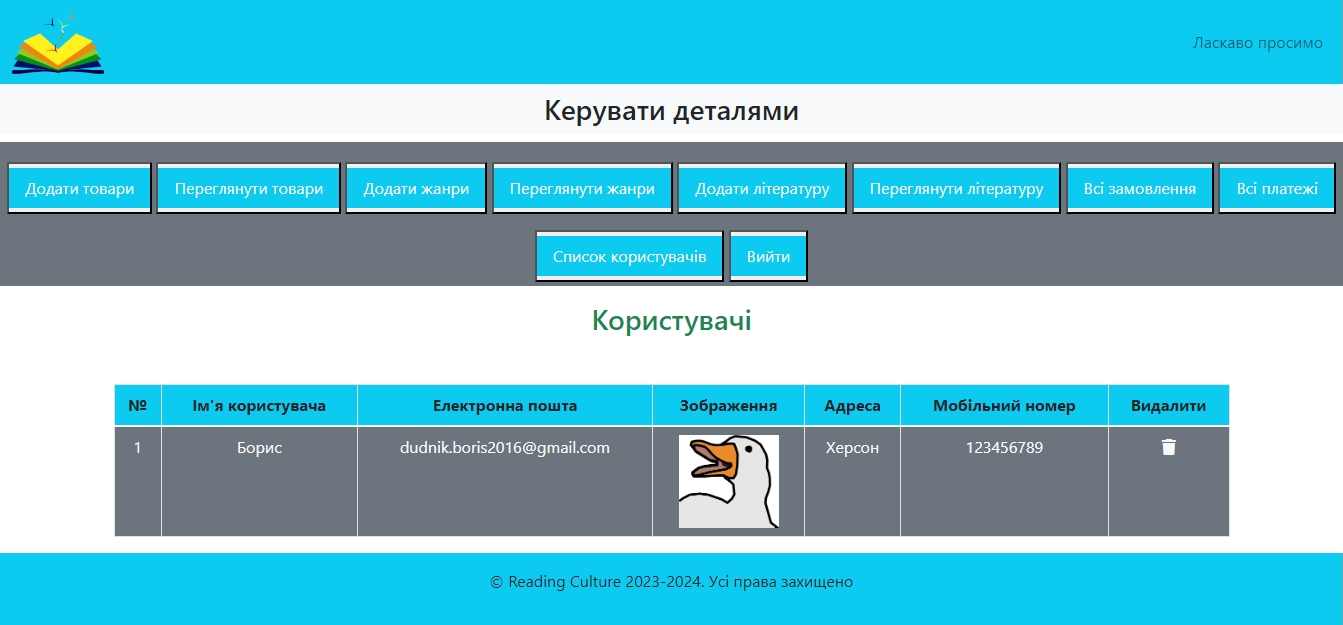 Ласкаво просимо
Керувати деталями
Додати товари Переглянути товари Додати жанри Переглянути жанри Додати літературу Переглянути літературу Всі замовлення Всі платежі
Список користувачів Вийти
Користувачі
№ Ім'я користувача Електронна пошта Зображення Адреса Мобільний номер Видалити
1 Борис dudnik.boris2016@gmail.com Херсон 123456789
© Reading Culture 2023-2024. Усі права захищено